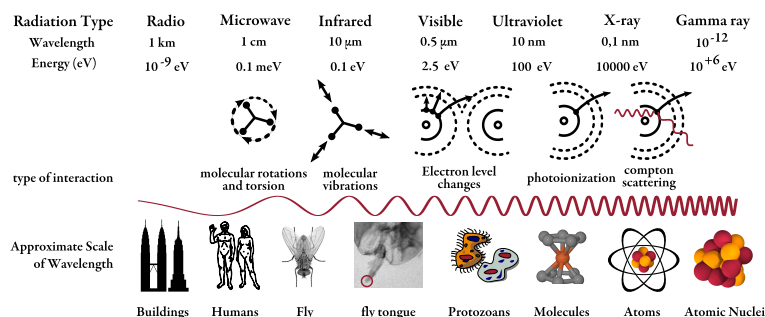 Radiation Type Radio Microwave Infrared Visible Ultraviolet X-ray Gamma ray
Wavelength 1 km 1 cm 10 µm 0.5 µm 10 nm 0,1 nm 10-12
Energy (eV) 10-9 eV 0.1 meV 0.1 eV 2.5 eV 100 eV 10000 eV 10+6 eV
type of interaction
molecular rotations
and torsion
molecular
vibrations
Electron level
changes
photoionization
compton
scattering
Approximate Scale
of Wavelength
Buildings Humans Fly fly tongue Protozoans Molecules Atoms Atomic Nuclei